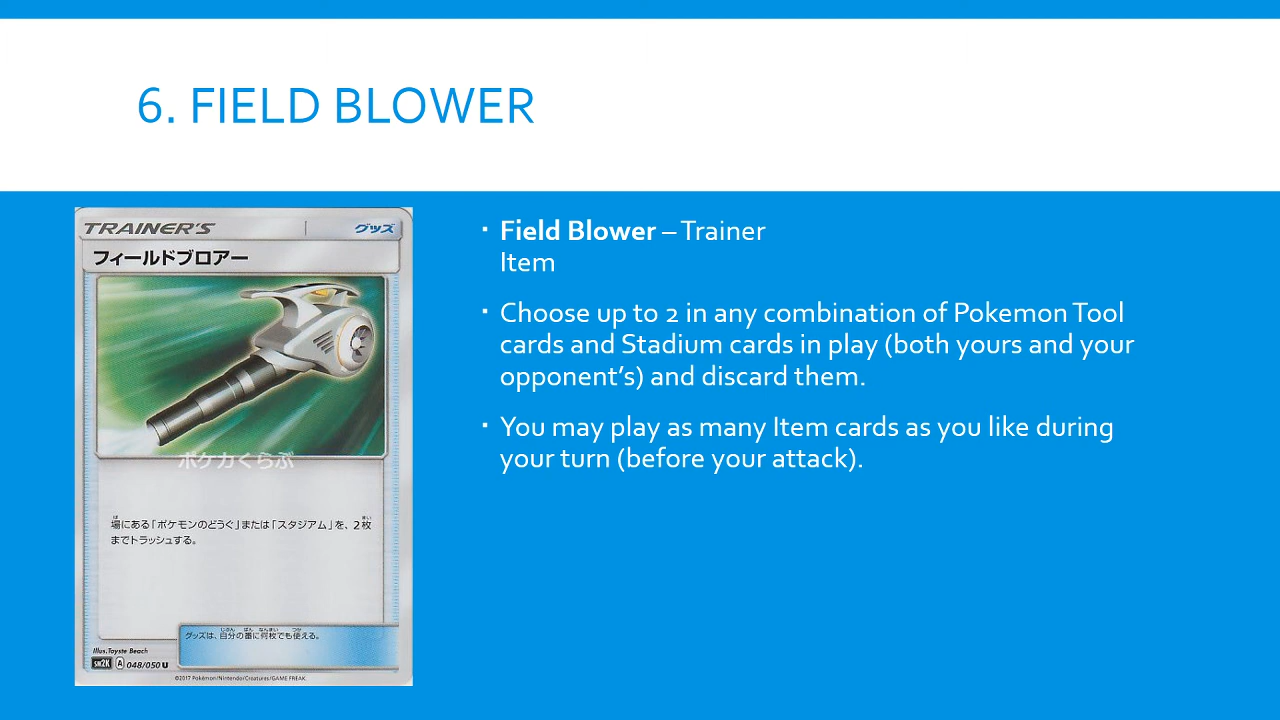 6. FIELD BLOWER
TRAINER'S
グッズ
フィールドブロアー
ポケカくらぶ
場にある「ポケモンのどうぐ」または「スタジアム」を、2枚
までトラッシュする。
グッズは、自分の番に何枚でも使える。
Illus.Toyste Beach
sm2K A 048/050 U
©2017 Pokémon/Nintendo/Creatures/GAME FREAK.
▪ Field Blower – Trainer
Item
▪ Choose up to 2 in any combination of Pokemon Tool
cards and Stadium cards in play (both yours and your
opponent’s) and discard them.
▪ You may play as many Item cards as you like during
your turn (before your attack).